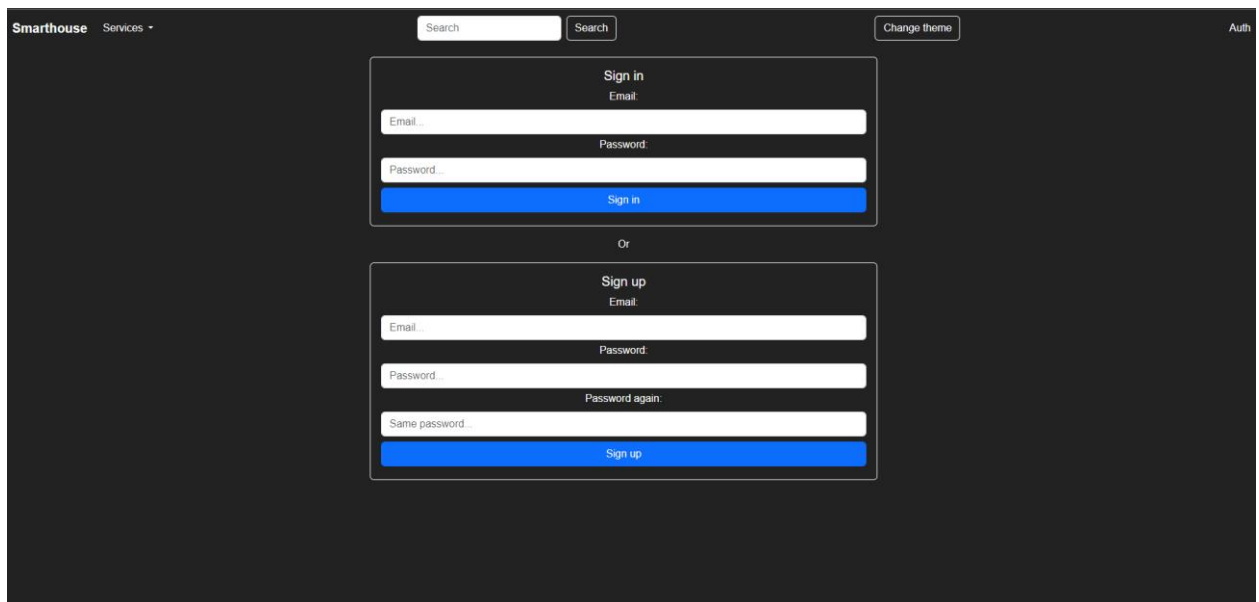 Smarthouse Services Search Search Change theme Auth
Sign in
Email:
Email...
Password:
Password...
Sign in
Or
Sign up
Email:
Email...
Password:
Password...
Password again:
Same password...
Sign up